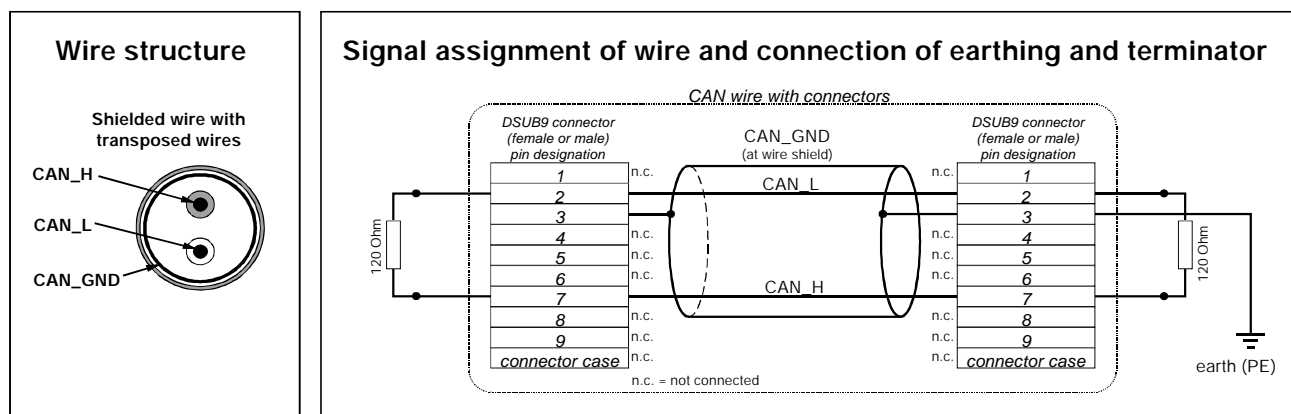 Wire structure
Shielded wire with
transposed wires
CAN_H
CAN_L
CAN_GND
Signal assignment of wire and connection of earthing and terminator
CAN wire with connectors
DSUB9 connector
(female or male)
pin designation
1
2
3
4
5
6
7
8
9
connector case
n.c.
n.c.
n.c.
n.c.
n.c.
n.c.
n.c.
120 Ohm
CAN_GND
(at wire shield)
CAN_L
CAN_H
n.c. = not connected
DSUB9 connector
(female or male)
pin designation
n.c.
n.c.
n.c.
n.c.
n.c.
n.c.
n.c.
1
2
3
4
5
6
7
8
9
connector case
120 Ohm
earth (PE)